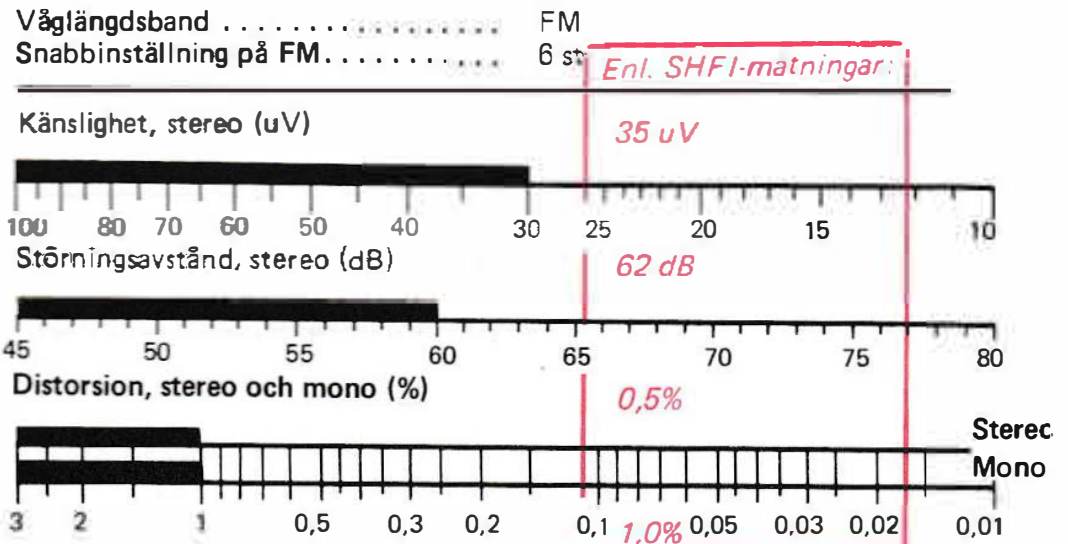 Våglängdsband ........................ FM
Snabbinställning på FM.............. 6 st
Enl. SHFI-matningar:
Känslighet, stereo (uV)
35 uV
100 80 70 60 50 40 30 25 20 15 10
Störningsavstånd, stereo (dB)
62 dB
45 50 55 60 65 70 75 80
Distorsion, stereo och mono (%)
0,5%
Stereo
Mono
3 2 1 0,5 0,3 0,2 0,1 0,05 0,03 0,02 0,01
1.0%